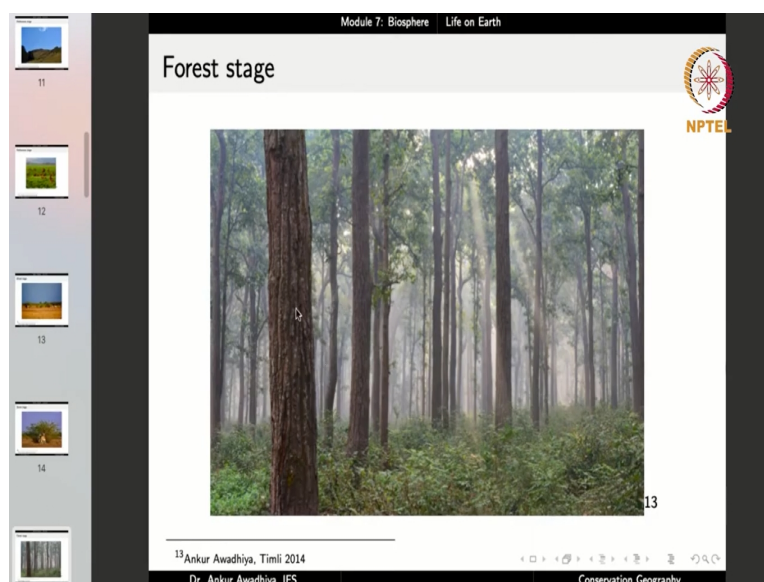 Module 7: Biosphere Life on Earth
Forest stage
NPTEL
11
12
13
14
13
13Ankur Awadhiya, Timli 2014
Dr. Ankur Awadhiya, IFS
Conservation Geography